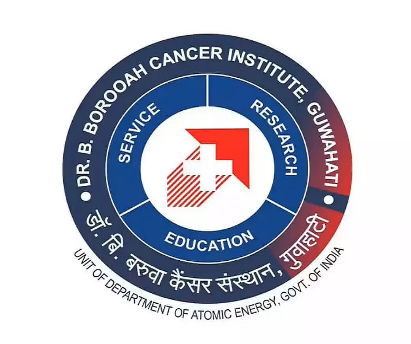 DR. B. BOROOAH CANCER INSTITUTE, GUWAHATI
SERVICE
RESEARCH
EDUCATION
डॉ. बि. बरुवा कैंसर संस्थान, गुवाहाटी
UNIT OF DEPARTMENT OF ATOMIC ENERGY, GOVT. OF INDIA